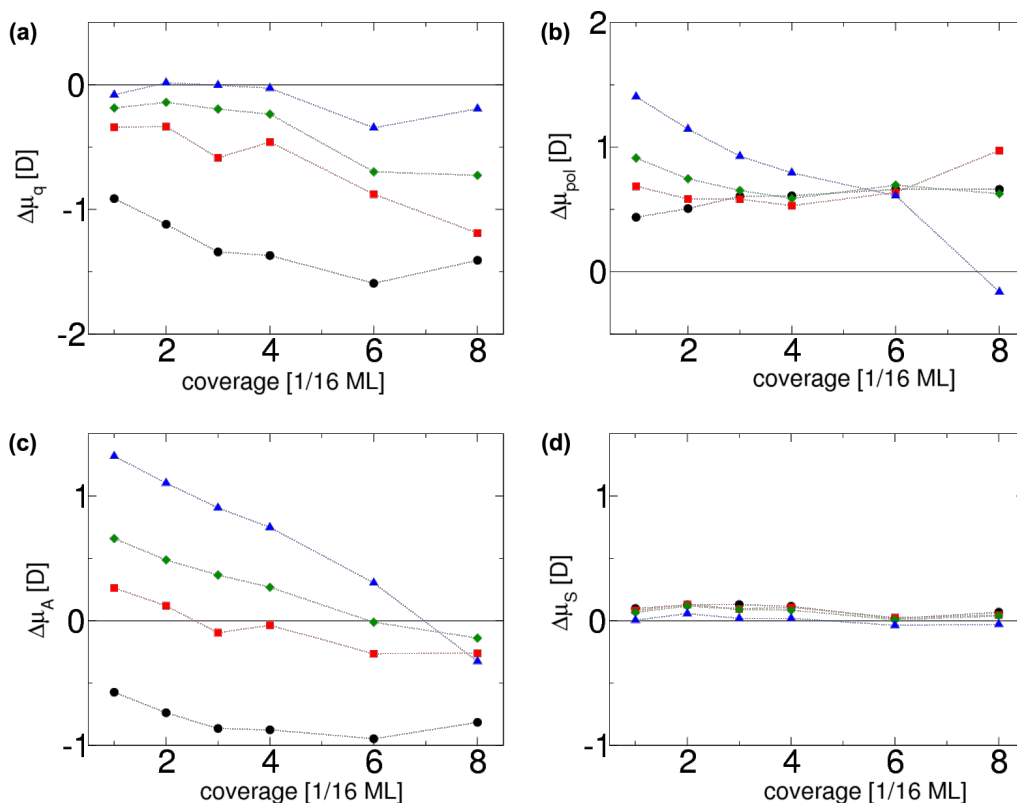 (a)
0
-1
-2
Δμq [D]
2 4 6 8
coverage [1/16 ML]
(b)
2
1
0
Δμpol [D]
2 4 6 8
coverage [1/16 ML]
(c)
1
0
-1
ΔμA [D]
2 4 6 8
coverage [1/16 ML]
(d)
1
0
-1
ΔμS [D]
2 4 6 8
coverage [1/16 ML]